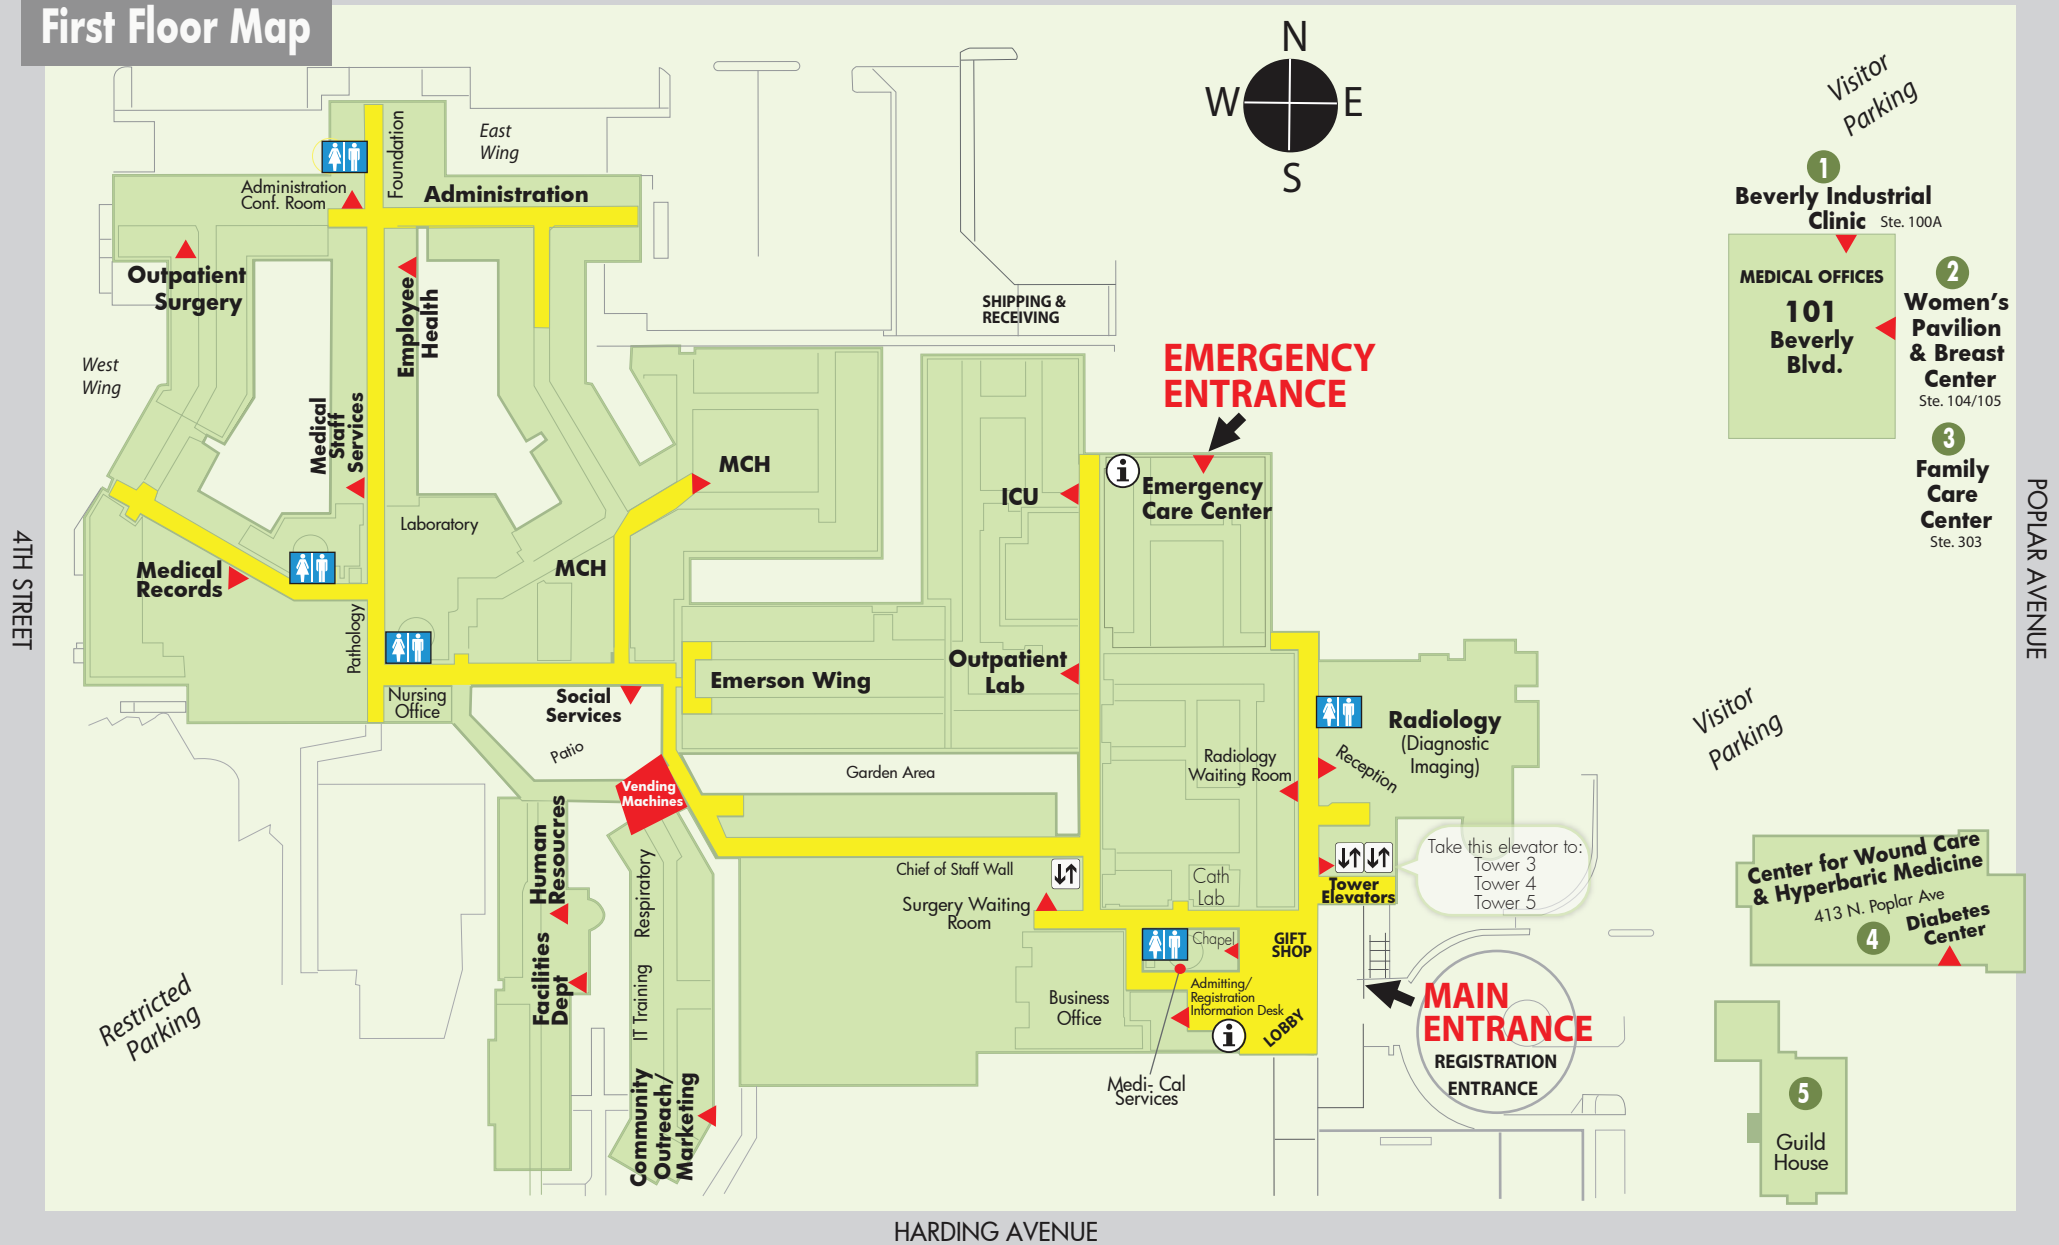 First Floor Map
N
W
E
S
East
Wing
Foundation
Administration
Conf. Room
Administration
Outpatient
Surgery
Employee
Health
West
Wing
Medical
Staff
Services
Laboratory
Medical
Records
Pathology
MCH
MCH
SHIPPING &
RECEIVING
EMERGENCY
ENTRANCE
i
Emergency
Care Center
ICU
Outpatient
Lab
Nursing
Office
Social
Services
Patio
Emerson Wing
Vending
Machines
Garden Area
Human
Resoucres
Facilities
Dept
Respiratory
IT Training
Community
Outreach/
Marketing
Chief of Staff Wall
Surgery Waiting
Room
Business
Office
Radiology
Waiting Room
Cath
Lab
Radiology
(Diagnostic
Imaging)
Reception
Take this elevator to:
Tower 3
Tower 4
Tower 5
Tower
Elevators
Chapel
GIFT
SHOP
Admitting/
Registration
Information Desk
i
LOBBY
Medi- Cal
Services
MAIN
ENTRANCE
REGISTRATION
ENTRANCE
Visitor
Parking
1
Beverly Industrial
Clinic Ste. 100A
MEDICAL OFFICES
101
Beverly
Blvd.
2
Women's
Pavilion
& Breast
Center
Ste. 104/105
3
Family
Care
Center
Ste. 303
Visitor
Parking
Center for Wound Care
& Hyperbaric Medicine
413 N. Poplar Ave
4
Diabetes
Center
5
Guild
House
Restricted
Parking
4TH STREET
POPLAR AVENUE
HARDING AVENUE